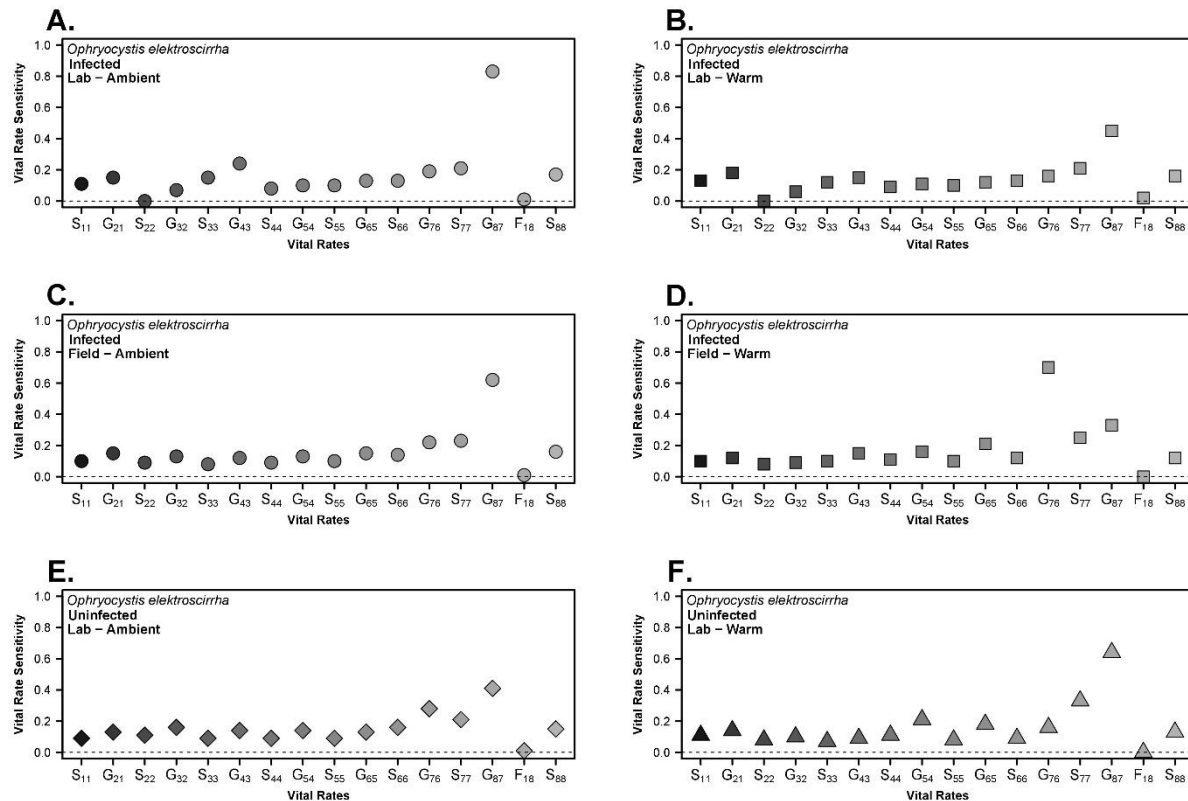 A.
Vital Rate Sensitivity
1.0
0.8
0.6
0.4
0.2
0.0
Ophryocystis elektroscirrha
Infected
Lab – Ambient
S₁₁ G₂₁ S₂₂ G₃₂ S₃₃ G₄₃ S₄₄ G₅₄ S₅₅ G₆₅ S₆₆ G₇₆ S₇₇ G₈₇ F₁₈ S₈₈
Vital Rates
B.
Vital Rate Sensitivity
1.0
0.8
0.6
0.4
0.2
0.0
Ophryocystis elektroscirrha
Infected
Lab – Warm
S₁₁ G₂₁ S₂₂ G₃₂ S₃₃ G₄₃ S₄₄ G₅₄ S₅₅ G₆₅ S₆₆ G₇₆ S₇₇ G₈₇ F₁₈ S₈₈
Vital Rates
C.
Vital Rate Sensitivity
1.0
0.8
0.6
0.4
0.2
0.0
Ophryocystis elektroscirrha
Infected
Field – Ambient
S₁₁ G₂₁ S₂₂ G₃₂ S₃₃ G₄₃ S₄₄ G₅₄ S₅₅ G₆₅ S₆₆ G₇₆ S₇₇ G₈₇ F₁₈ S₈₈
Vital Rates
D.
Vital Rate Sensitivity
1.0
0.8
0.6
0.4
0.2
0.0
Ophryocystis elektroscirrha
Infected
Field – Warm
S₁₁ G₂₁ S₂₂ G₃₂ S₃₃ G₄₃ S₄₄ G₅₄ S₅₅ G₆₅ S₆₆ G₇₆ S₇₇ G₈₇ F₁₈ S₈₈
Vital Rates
E.
Vital Rate Sensitivity
1.0
0.8
0.6
0.4
0.2
0.0
Ophryocystis elektroscirrha
Uninfected
Lab – Ambient
S₁₁ G₂₁ S₂₂ G₃₂ S₃₃ G₄₃ S₄₄ G₅₄ S₅₅ G₆₅ S₆₆ G₇₆ S₇₇ G₈₇ F₁₈ S₈₈
Vital Rates
F.
Vital Rate Sensitivity
1.0
0.8
0.6
0.4
0.2
0.0
Ophryocystis elektroscirrha
Uninfected
Lab – Warm
S₁₁ G₂₁ S₂₂ G₃₂ S₃₃ G₄₃ S₄₄ G₅₄ S₅₅ G₆₅ S₆₆ G₇₆ S₇₇ G₈₇ F₁₈ S₈₈
Vital Rates